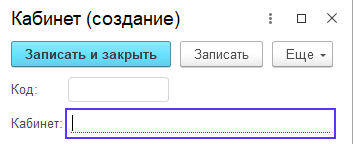 Кабинет (создание)
Записать и закрыть Записать Еще
Код:
Кабинет: